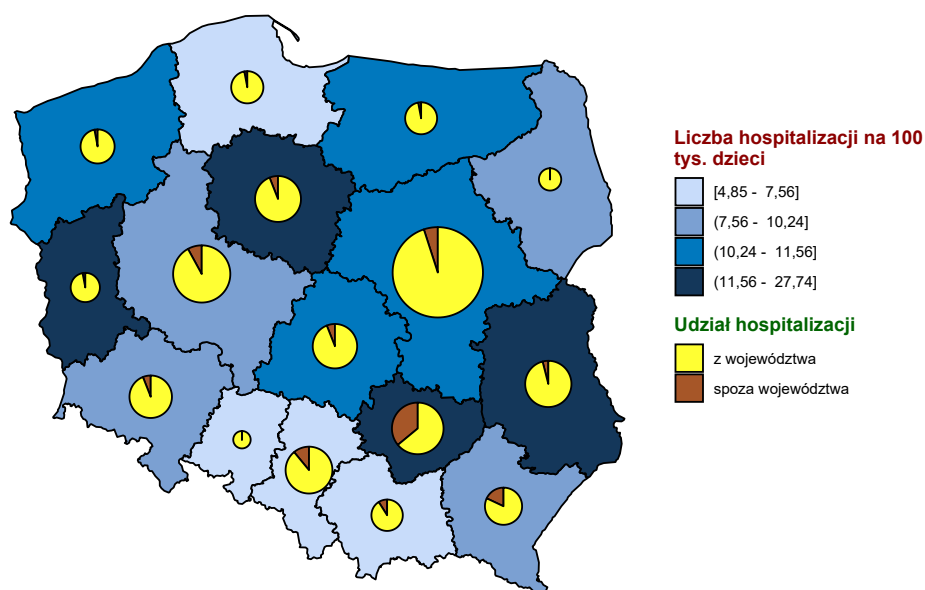 Liczba hospitalizacji na 100
tys. dzieci
[4,85 - 7,56]
(7,56 - 10,24]
(10,24 - 11,56]
(11,56 - 27,74]
Udział hospitalizacji
z województwa
spoza województwa